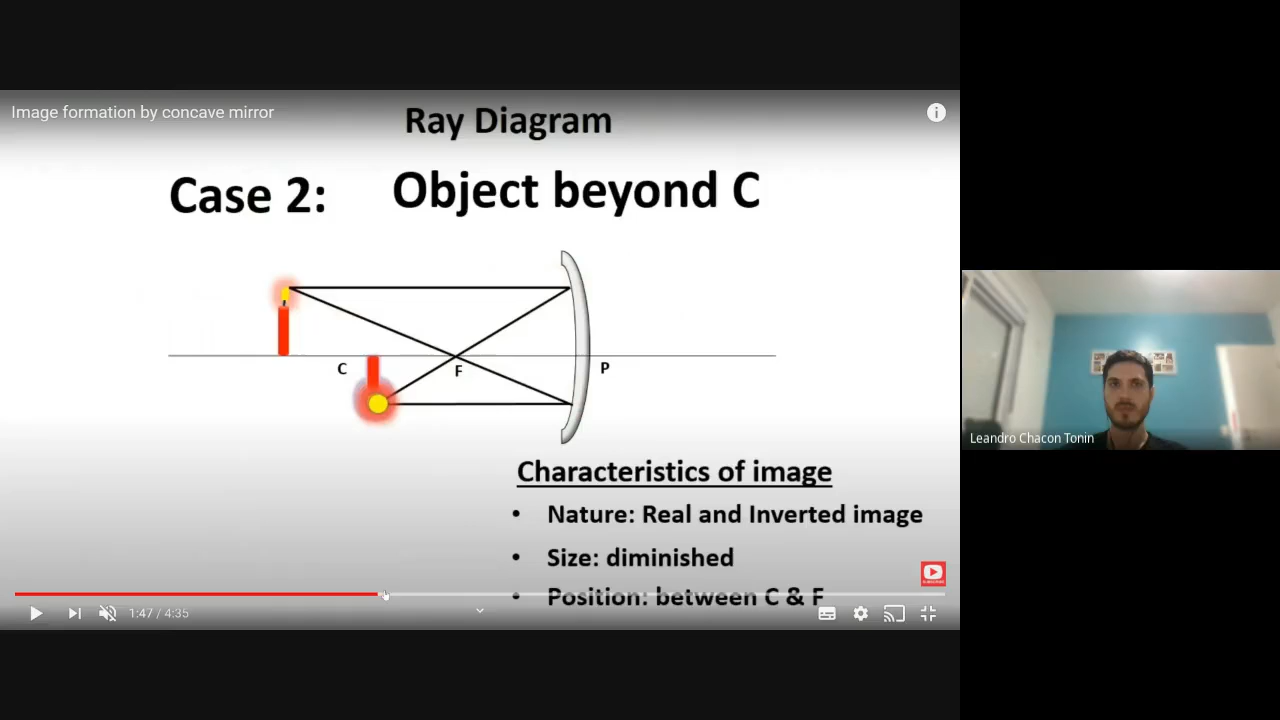 Image formation by concave mirror
Ray Diagram
Case 2: Object beyond C
C
F
P
Characteristics of image
• Nature: Real and Inverted image
• Size: diminished
• Position: between C & F
1:47 / 4:35
Leandro Chacon Tonin